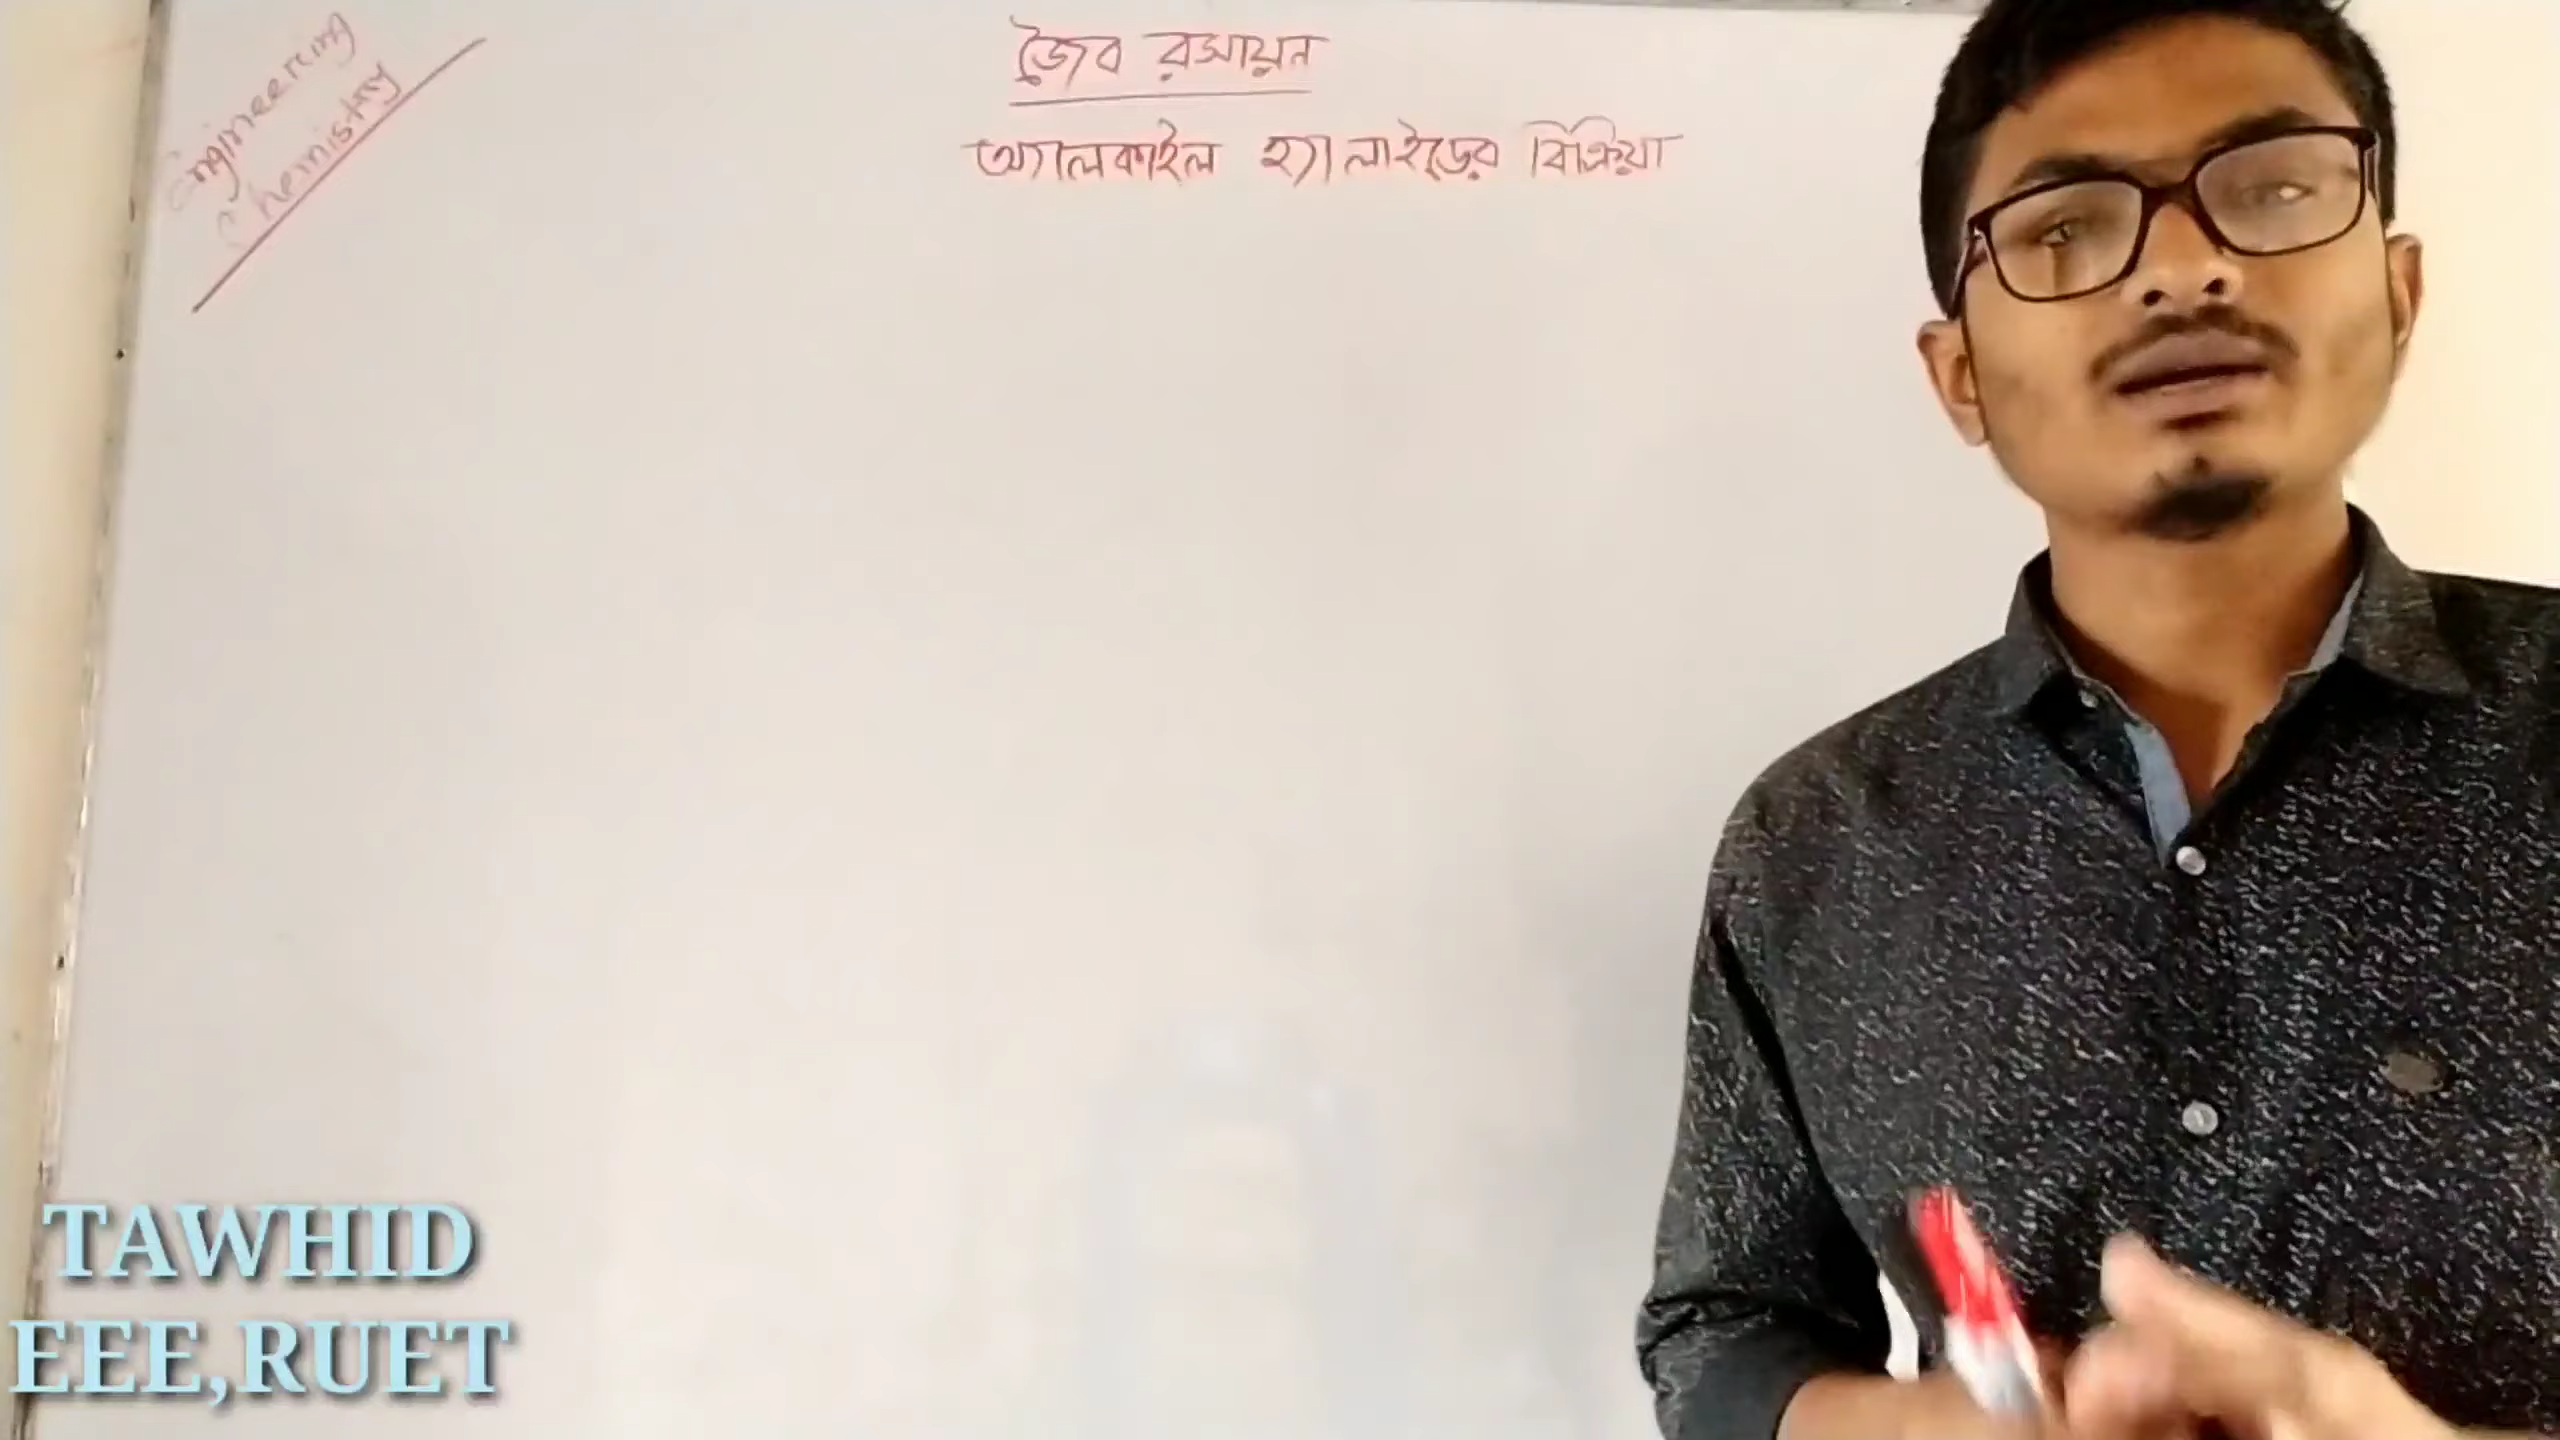 Engineering
Chemistry
জৈব রসায়ন
অ্যালকাইল হ্যালাইডের বিক্রিয়া
TAWHID
EEE,RUET